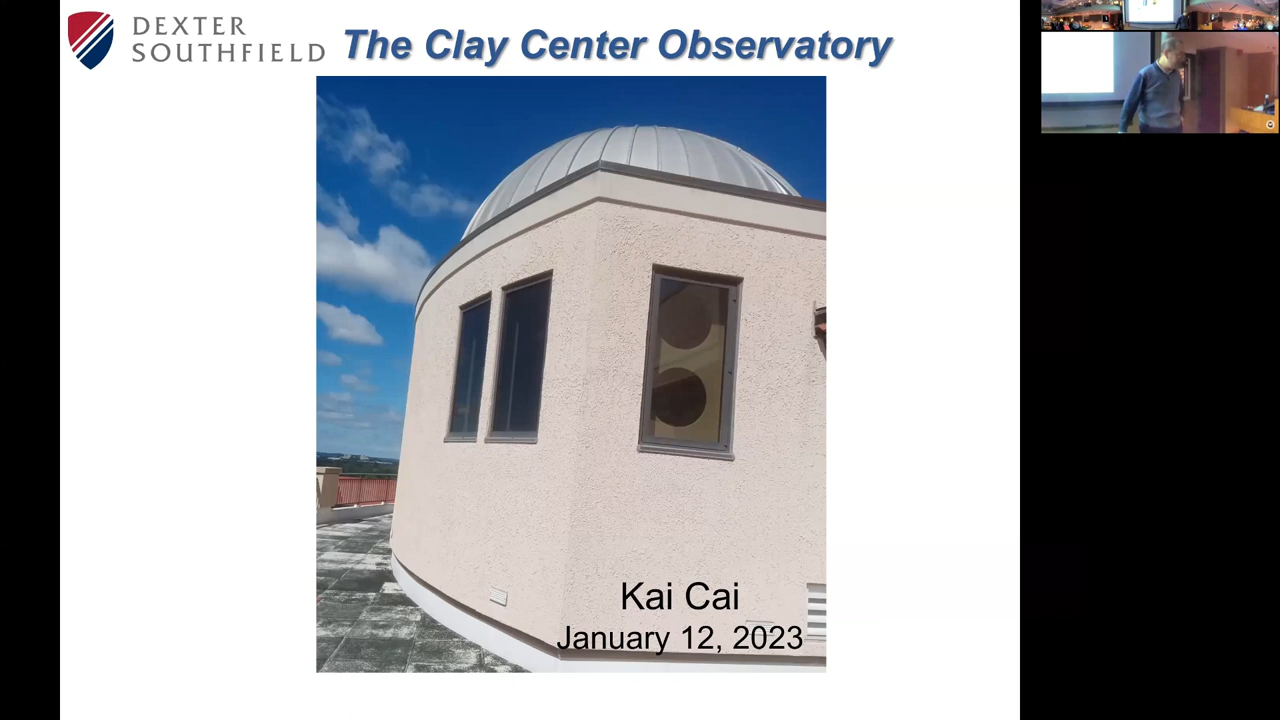 DEXTER
SOUTHFIELD
The Clay Center Observatory
Kai Cai
January 12, 2023